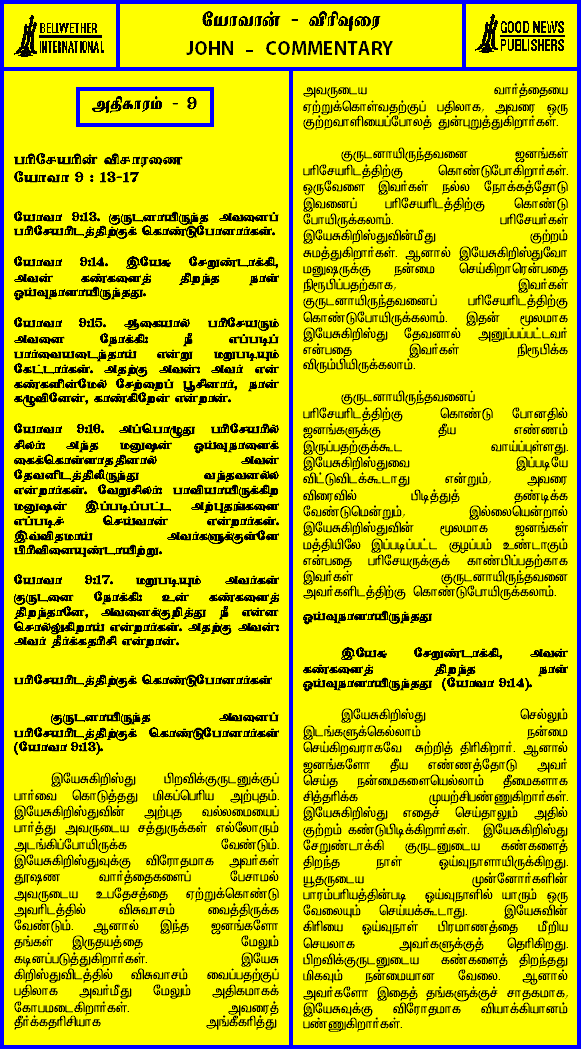 BELLWETHER
INTERNATIONAL
யோவான் - விரிவுரை
JOHN - COMMENTARY
GOOD NEWS
PUBLISHERS
அதிகாரம் - 9
பரிசேயரின் விசாரணை
யோவா 9 : 13-17
யோவா 9:13. குருடனாயிருந்த அவனைப்
பரிசேயரிடத்திற்குக் கொண்டுபோனார்கள்.
யோவா 9:14. இயேசு சேறுண்டாக்கி,
அவன் கண்களைத் திறந்த நாள்
ஓய்வுநாளாயிருந்தது.
யோவா 9:15. ஆகையால் பரிசேயரும்
அவனை நோக்கி: நீ எப்படிப்
பார்வையடைந்தாய் என்று மறுபடியும்
கேட்டார்கள். அதற்கு அவன்: அவர் என்
கண்களின்மேல் சேற்றைப் பூசினார், நான்
கழுவினேன், காண்கிறேன் என்றான்.
யோவா 9:16. அப்பொழுது பரிசேயரில்
சிலர்: அந்த மனுஷன் ஓய்வுநாளைக்
கைக்கொள்ளாததினால் அவன்
தேவனிடத்திலிருந்து வந்தவனல்ல
என்றார்கள். வேறுசிலர்: பாவியாயிருக்கிற
மனுஷன் இப்படிப்பட்ட அற்புதங்களை
எப்படிச் செய்வான் என்றார்கள்.
இவ்விதமாய் அவர்களுக்குள்ளே
பிரிவினையுண்டாயிற்று.
யோவா 9:17. மறுபடியும் அவர்கள்
குருடனை நோக்கி: உன் கண்களைத்
திறந்தானே, அவனைக்குறித்து நீ என்ன
சொல்லுகிறாய் என்றார்கள். அதற்கு அவன்:
அவர் தீர்க்கதரிசி என்றான்.
பரிசேயரிடத்திற்குக் கொண்டுபோனார்கள்
குருடனாயிருந்த அவனைப்
பரிசேயரிடத்திற்குக் கொண்டுபோனார்கள்
(யோவா 9:13).
இயேசுகிறிஸ்து பிறவிக்குருடனுக்குப்
பார்வை கொடுத்தது மிகப்பெரிய அற்புதம்.
இயேசுகிறிஸ்துவின் அற்புத வல்லமையைப்
பார்த்து அவருடைய சத்துருக்கள் எல்லோரும்
அடங்கிப்போயிருக்க வேண்டும்.
இயேசுகிறிஸ்துவுக்கு விரோதமாக அவர்கள்
தூஷண வார்த்தைகளைப் பேசாமல்
அவருடைய உபதேசத்தை ஏற்றுக்கொண்டு
அவரிடத்தில் விசுவாசம் வைத்திருக்க
வேண்டும். ஆனால் இந்த ஜனங்களோ
தங்கள் இருதயத்தை மேலும்
கடினப்படுத்துகிறார்கள். இயேசு
கிறிஸ்துவிடத்தில் விசுவாசம் வைப்பதற்குப்
பதிலாக அவர்மீது மேலும் அதிகமாகக்
கோபமடைகிறார்கள். அவரைத்
தீர்க்கதரிசியாக அங்கீகரித்து
அவருடைய வார்த்தையை
ஏற்றுக்கொள்வதற்குப் பதிலாக, அவரை ஒரு
குற்றவாளியைப்போலத் துன்புறுத்துகிறார்கள்.
குருடனாயிருந்தவனை ஜனங்கள்
பரிசேயரிடத்திற்கு கொண்டுபோகிறார்கள்.
ஒருவேளை இவர்கள் நல்ல நோக்கத்தோடு
இவனைப் பரிசேயரிடத்திற்கு கொண்டு
போயிருக்கலாம். பரிசேயர்கள்
இயேசுகிறிஸ்துவின்மீது குற்றம்
சுமத்துகிறார்கள். ஆனால் இயேசுகிறிஸ்துவோ
மனுஷருக்கு நன்மை செய்கிறாரென்பதை
நிரூபிப்பதற்காக, இவர்கள்
குருடனாயிருந்தவனைப் பரிசேயரிடத்திற்கு
கொண்டுபோயிருக்கலாம். இதன் மூலமாக
இயேசுகிறிஸ்து தேவனால் அனுப்பப்பட்டவர்
என்பதை இவர்கள் நிரூபிக்க
விரும்பியிருக்கலாம்.
குருடனாயிருந்தவனைப்
பரிசேயரிடத்திற்கு கொண்டு போனதில்
ஜனங்களுக்கு தீய எண்ணம்
இருப்பதற்குக்கூட வாய்ப்புள்ளது.
இயேசுகிறிஸ்துவை இப்படியே
விட்டுவிடக்கூடாது என்றும், அவரை
விரைவில் பிடித்துத் தண்டிக்க
வேண்டுமென்றும், இல்லையென்றால்
இயேசுகிறிஸ்துவின் மூலமாக ஜனங்கள்
மத்தியிலே இப்படிப்பட்ட குழப்பம் உண்டாகும்
என்பதை பரிசேயருக்குக் காண்பிப்பதற்காக
இவர்கள் குருடனாயிருந்தவனை
அவர்களிடத்திற்கு கொண்டுபோயிருக்கலாம்.
ஓய்வுநாளாயிருந்தது
இயேசு சேறுண்டாக்கி, அவன்
கண்களைத் திறந்த நாள்
ஓய்வுநாளாயிருந்தது (யோவா 9:14).
இயேசுகிறிஸ்து செல்லும்
இடங்களுக்கெல்லாம் நன்மை
செய்கிறவராகவே சுற்றித் திரிகிறார். ஆனால்
ஜனங்களோ தீய எண்ணத்தோடு அவர்
செய்த நன்மைகளையெல்லாம் தீமைகளாக
சித்தரிக்க முயற்சிபண்ணுகிறார்கள்.
இயேசுகிறிஸ்து எதைச் செய்தாலும் அதில்
குற்றம் கண்டுபிடிக்கிறார்கள். இயேசுகிறிஸ்து
சேறுண்டாக்கி குருடனுடைய கண்களைத்
திறந்த நாள் ஓய்வுநாளாயிருக்கிறது.
யூதருடைய முன்னோர்களின்
பாரம்பரியத்தின்படி ஓய்வுநாளில் யாரும் ஒரு
வேலையும் செய்யக்கூடாது. இயேசுவின்
கிரியை ஓய்வுநாள் பிரமாணத்தை மீறிய
செயலாக அவர்களுக்குத் தெரிகிறது.
பிறவிக்குருடனுடைய கண்களைத் திறந்தது
மிகவும் நன்மையான வேலை. ஆனால்
அவர்களோ இதைத் தங்களுக்குச் சாதகமாக,
இயேசுவுக்கு விரோதமாக வியாக்கியானம்
பண்ணுகிறார்கள்.